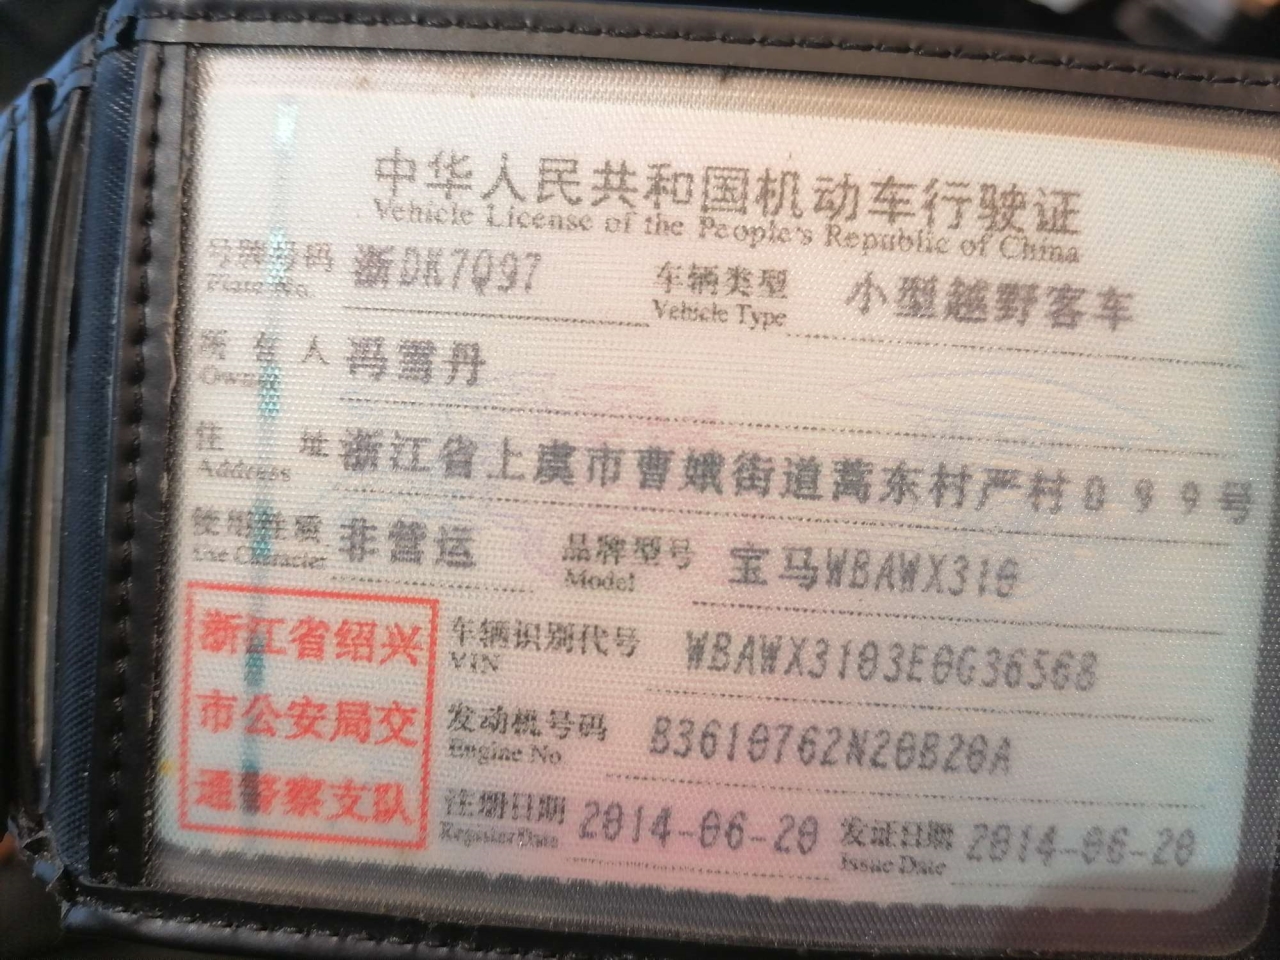 中华人民共和国机动车行驶证
Vehicle License of the People's Republic of China
号牌号码 浙DK7Q97 车辆类型 小型越野客车
Plate No. Vehicle Type
所有人 冯雪丹
Owner
住址 浙江省上虞市曹娥街道蒿东村严村099号
Address
使用性质 非营运 品牌型号 宝马WBAWX310
Use Character Model
浙江省绍兴
市公安局交
通警察支队
车辆识别代号 WBAWX3103E0G36568
VIN
发动机号码 B3610762N20B20A
Engine No
注册日期 2014-06-20 发证日期 2014-06-20
Register Date Issue Date